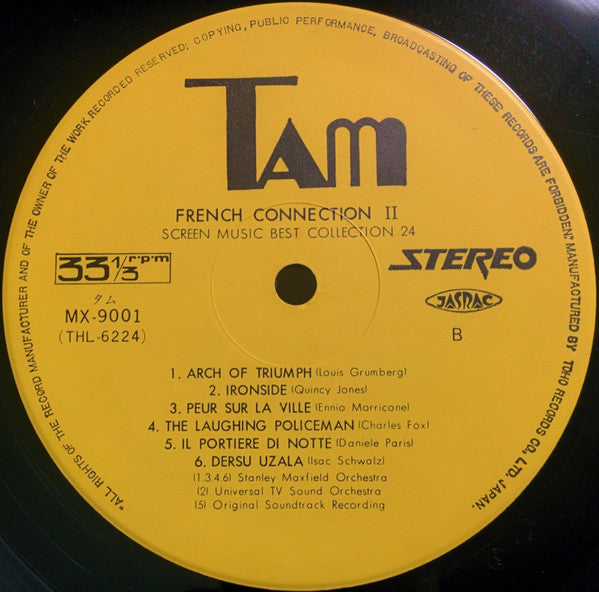 "ALL RIGHTS OF THE RECORD MANUFACTURER AND OF THE OWNER OF THE WORK RECORDED RESERVED; COPYING, PUBLIC PERFORMANCE, BROADCASTING OF THESE RECORDS ARE FORBIDDEN." MANUFACTURED BY TOHO RECORDS CO., LTD. JAPAN.
TAM
FRENCH CONNECTION II
SCREEN MUSIC BEST COLLECTION 24
33 1/3 r·p·m
STEREO
タム
MX-9001
(THL-6224)
JASRAC
B
1. ARCH OF TRIUMPH (Louis Grumberg)
2. IRONSIDE (Quincy Jones)
3. PEUR SUR LA VILLE (Ennio Morricone)
4. THE LAUGHING POLICEMAN (Charles Fox)
5. IL PORTIERE DI NOTTE (Daniele Paris)
6. DERSU UZALA (Isac Schwalz)
(1.3.4.6) Stanley Maxfield Orchestra
(2) Universal TV Sound Orchestra
(5) Original Soundtrack Recording